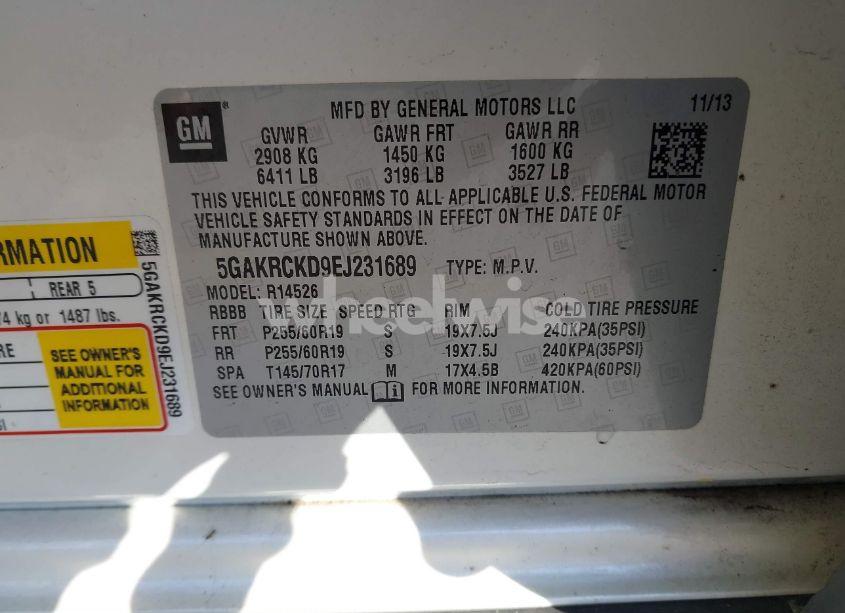 GM
MFD BY GENERAL MOTORS LLC 11/13
GVWR GAWR FRT GAWR RR
2908 KG 1450 KG 1600 KG
6411 LB 3196 LB 3527 LB
THIS VEHICLE CONFORMS TO ALL APPLICABLE U.S. FEDERAL MOTOR
VEHICLE SAFETY STANDARDS IN EFFECT ON THE DATE OF
MANUFACTURE SHOWN ABOVE.
5GAKRCKD9EJ231689 TYPE: M.P.V.
MODEL: R14526
RBBB TIRE SIZE SPEED RTG RIM COLD TIRE PRESSURE
FRT P255/60R19 S 19X7.5J 240KPA(35PSI)
RR P255/60R19 S 19X7.5J 240KPA(35PSI)
SPA T145/70R17 M 17X4.5B 420KPA(60PSI)
SEE OWNER'S MANUAL FOR MORE INFORMATION.
RMATION
REAR 5
4 kg or 1487 lbs.
RE
SEE OWNER'S
MANUAL FOR
ADDITIONAL
INFORMATION
5GAKRCKD9EJ231689
wheelwise